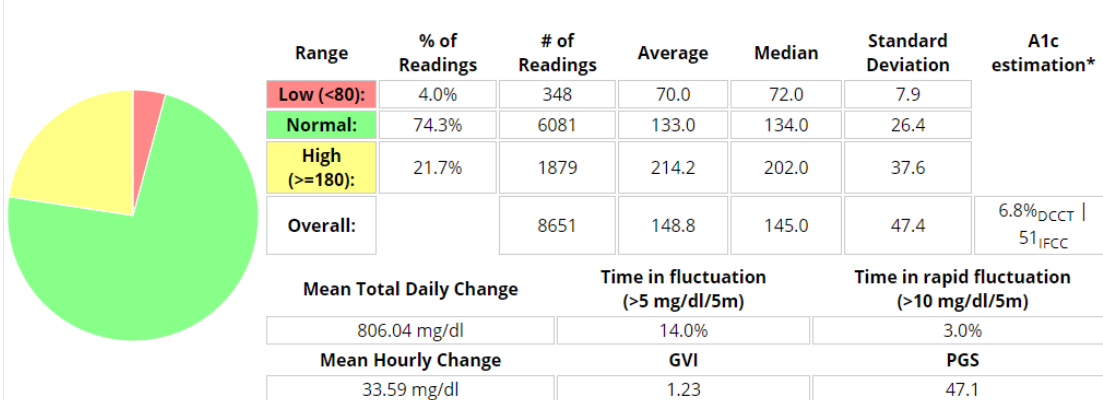 Range % of Readings # of Readings Average Median Standard Deviation A1c estimation*
Low (<80): 4.0% 348 70.0 72.0 7.9
Normal: 74.3% 6081 133.0 134.0 26.4
High (>=180): 21.7% 1879 214.2 202.0 37.6
Overall: 8651 148.8 145.0 47.4 6.8%DCCT | 51IFCC
Mean Total Daily Change Time in fluctuation (>5 mg/dl/5m) Time in rapid fluctuation (>10 mg/dl/5m)
806.04 mg/dl 14.0% 3.0%
Mean Hourly Change GVI PGS
33.59 mg/dl 1.23 47.1